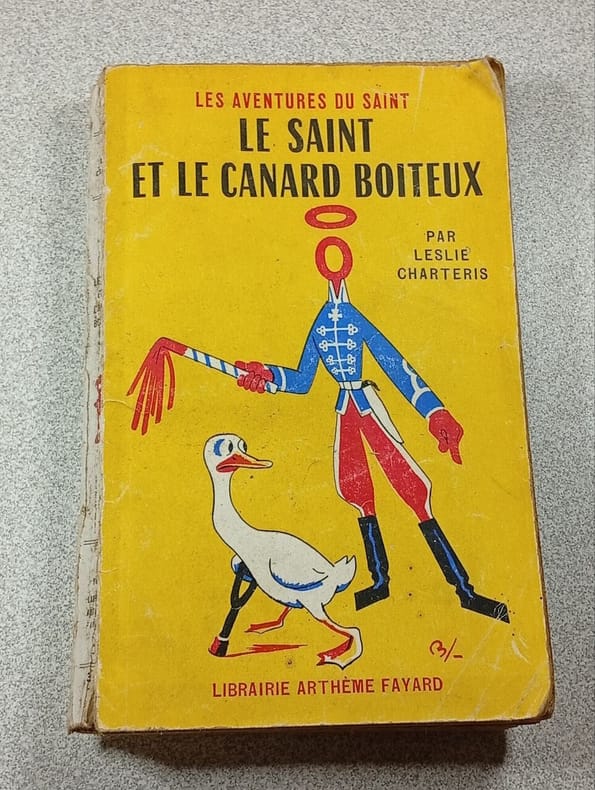 LES AVENTURES DU SAINT
LE SAINT
ET LE CANARD BOITEUX
PAR
LESLIE
CHARTERIS
LIBRAIRIE ARTHÈME FAYARD